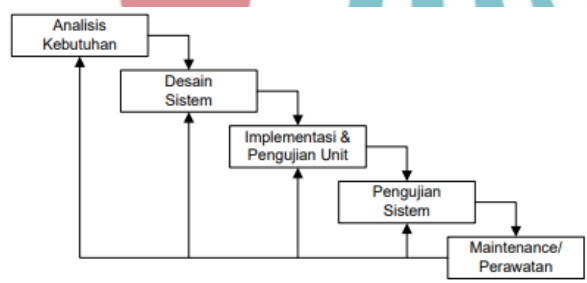 Analisis
Kebutuhan
Desain
Sistem
Implementasi &
Pengujian Unit
Pengujian
Sistem
Maintenance/
Perawatan